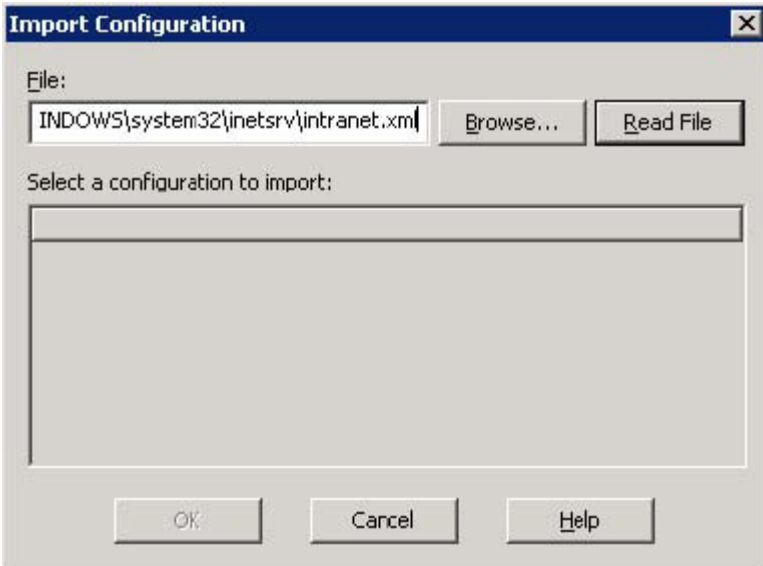 Import Configuration
File:
INDOWS\system32\inetsrv\intranet.xml
Browse...
Read File
Select a configuration to import:
OK
Cancel
Help